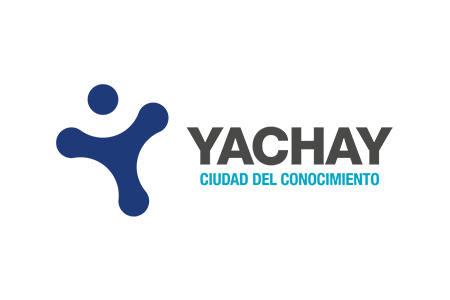 YACHAY
CIUDAD DEL CONOCIMIENTO